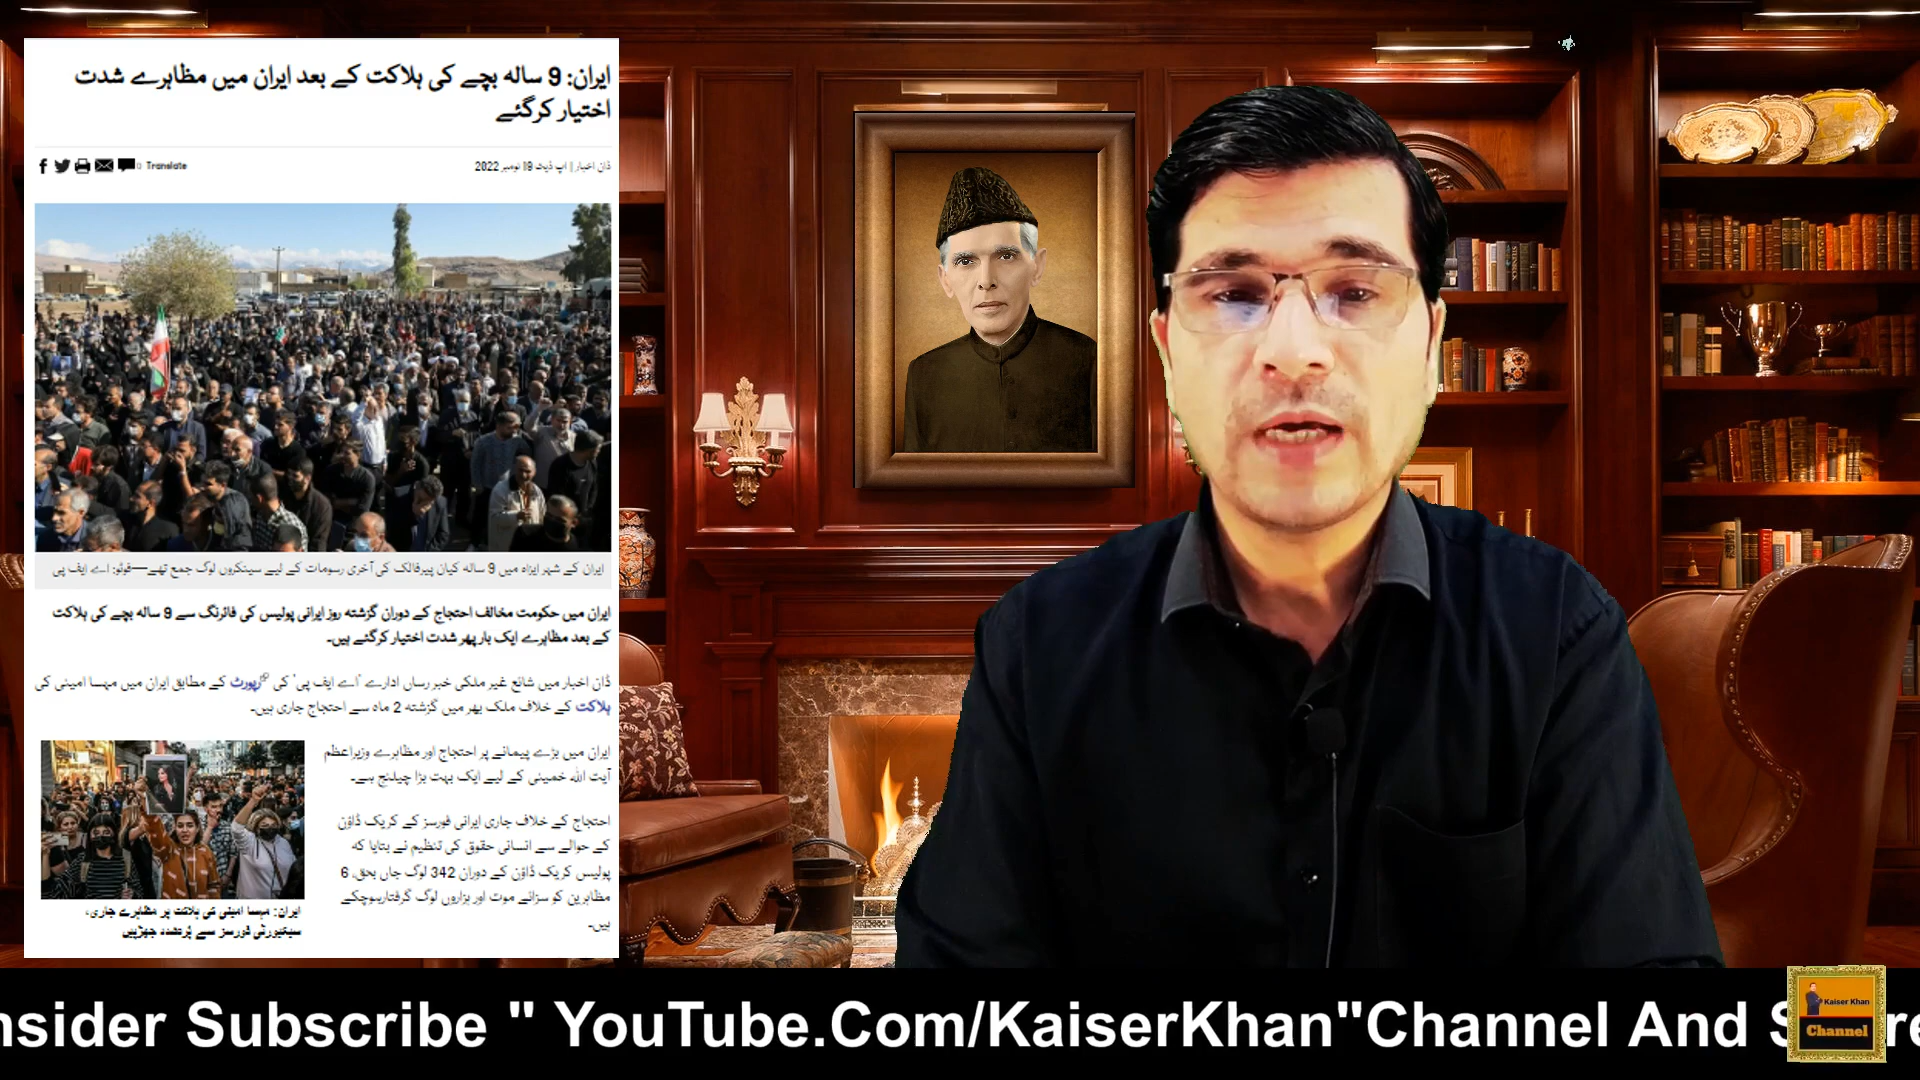 ایران: 9 سالہ بچے کی ہلاکت کے بعد ایران میں مظاہرے شدت
اختیار کرگئے
Translate
ڈان اخبار | اپ ڈیٹ 19 نومبر 2022
ایران کے شہر ایزاہ میں 9 سالہ کیان پیرفالک کی آخری رسومات کے لیے سینکڑوں لوگ جمع تھے—فوٹو: اے ایف پی
ایران میں حکومت مخالف احتجاج کے دوران گزشتہ روز ایرانی پولیس کی فائرنگ سے 9 سالہ بچے کی ہلاکت
کے بعد مظاہرے ایک بار پھر شدت اختیار کرگئے ہیں۔
ڈان اخبار میں شائع غیر ملکی خبر رساں ادارے 'اے ایف پی' کی رپورٹ کے مطابق ایران میں مہسا امینی کی
ہلاکت کے خلاف ملک بھر میں گزشتہ 2 ماہ سے احتجاج جاری ہیں۔
ایران میں بڑے پیمانے پر احتجاج اور مظاہرے وزیراعظم
آیت اللہ خمینی کے لیے ایک بہت بڑا چیلنج ہے۔
احتجاج کے خلاف جاری ایرانی فورسز کے کریک ڈاؤن
کے حوالے سے انسانی حقوق کی تنظیم نے بتایا کہ
پولیس کریک ڈاؤن کے دوران 342 لوگ جاں بحق، 6
مظاہرین کو سزائے موت اور ہزاروں لوگ گرفتارہوچکے
ہیں۔
ایران: مہسا امینی کی ہلاکت پر مظاہرے جاری،
سیکیورٹی فورسز سے پُرتشدد جھڑپیں
nsider Subscribe " YouTube.Com/KaiserKhan"Channel And S
Kaiser Khan
Channel